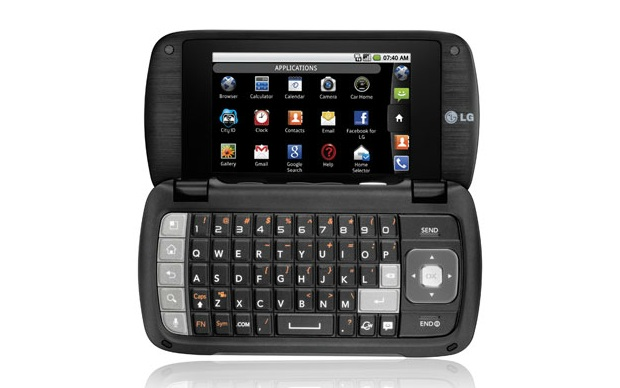 07:40 AM
APPLICATIONS
Browser Calculator Calendar Camera Car Home
City ID Clock Contacts Email Facebook for LG
Gallery Gmail Google Search Help Home Selector
LG
1 2 3 4 5 6 7 8 9 0 SEND
Q W E R T Y U I O P
A S D F G H J K L OK
Caps Z X C V B N M
FN Sym .COM , . ? END